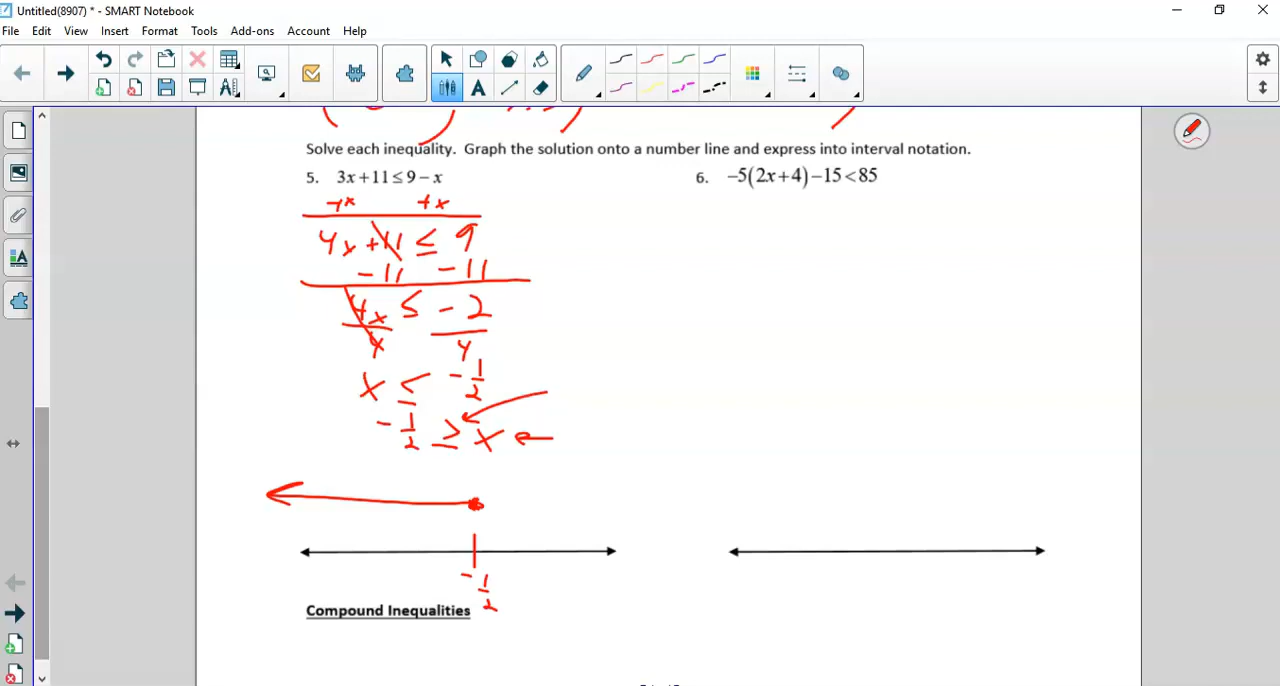 Untitled(8907) * - SMART Notebook
File Edit View Insert Format Tools Add-ons Account Help
Solve each inequality. Graph the solution onto a number line and express into interval notation.
5. 3x+11≤9−x
6. −5(2x+4)−15<85
+x +x
4x+11 ≤ 9
-11 -11
4x ≤ -2
4 4
x ≤ -1/2
-1/2 ≥ x
-1/2
Compound Inequalities